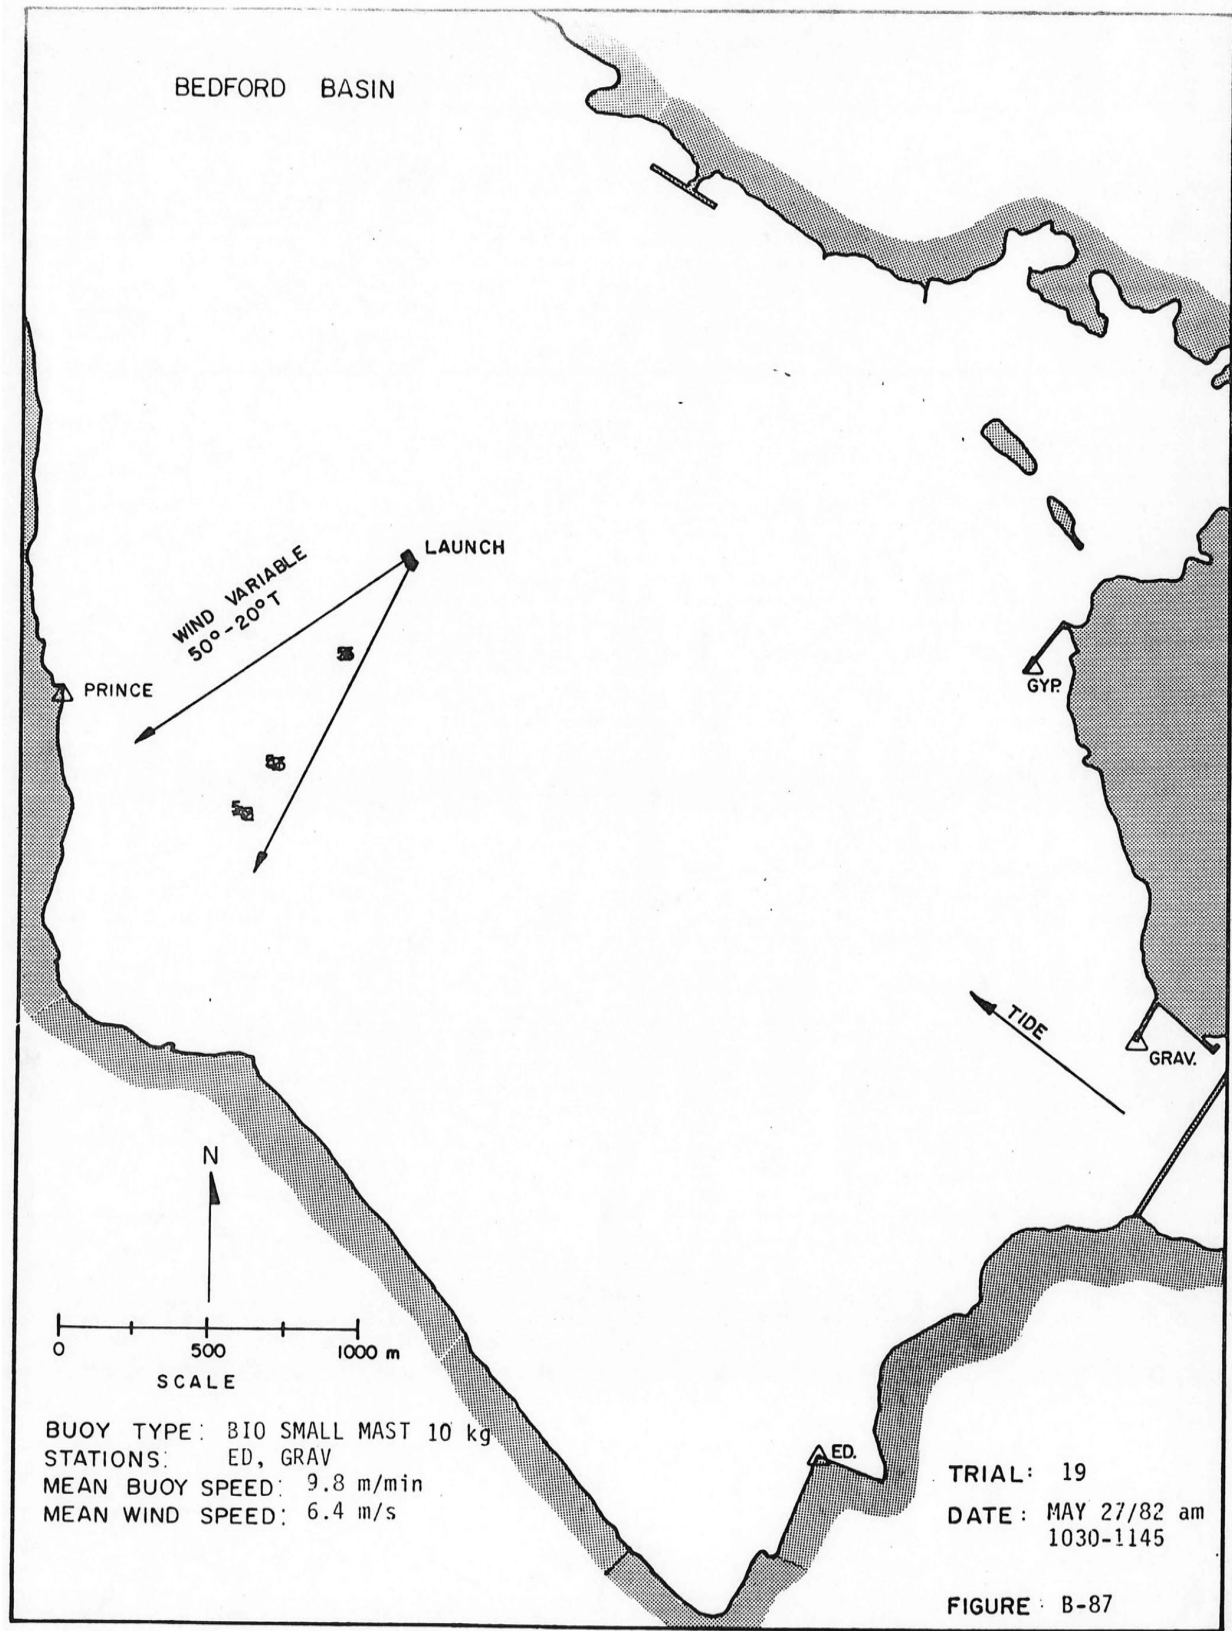 BEDFORD BASIN
LAUNCH
WIND VARIABLE
50°-20°T
PRINCE
GYP.
TIDE
GRAV.
N
0 500 1000 m
SCALE
BUOY TYPE: BIO SMALL MAST 10 kg
STATIONS: ED, GRAV
MEAN BUOY SPEED: 9.8 m/min
MEAN WIND SPEED: 6.4 m/s
ED.
TRIAL: 19
DATE: MAY 27/82 am
1030-1145
FIGURE: B-87